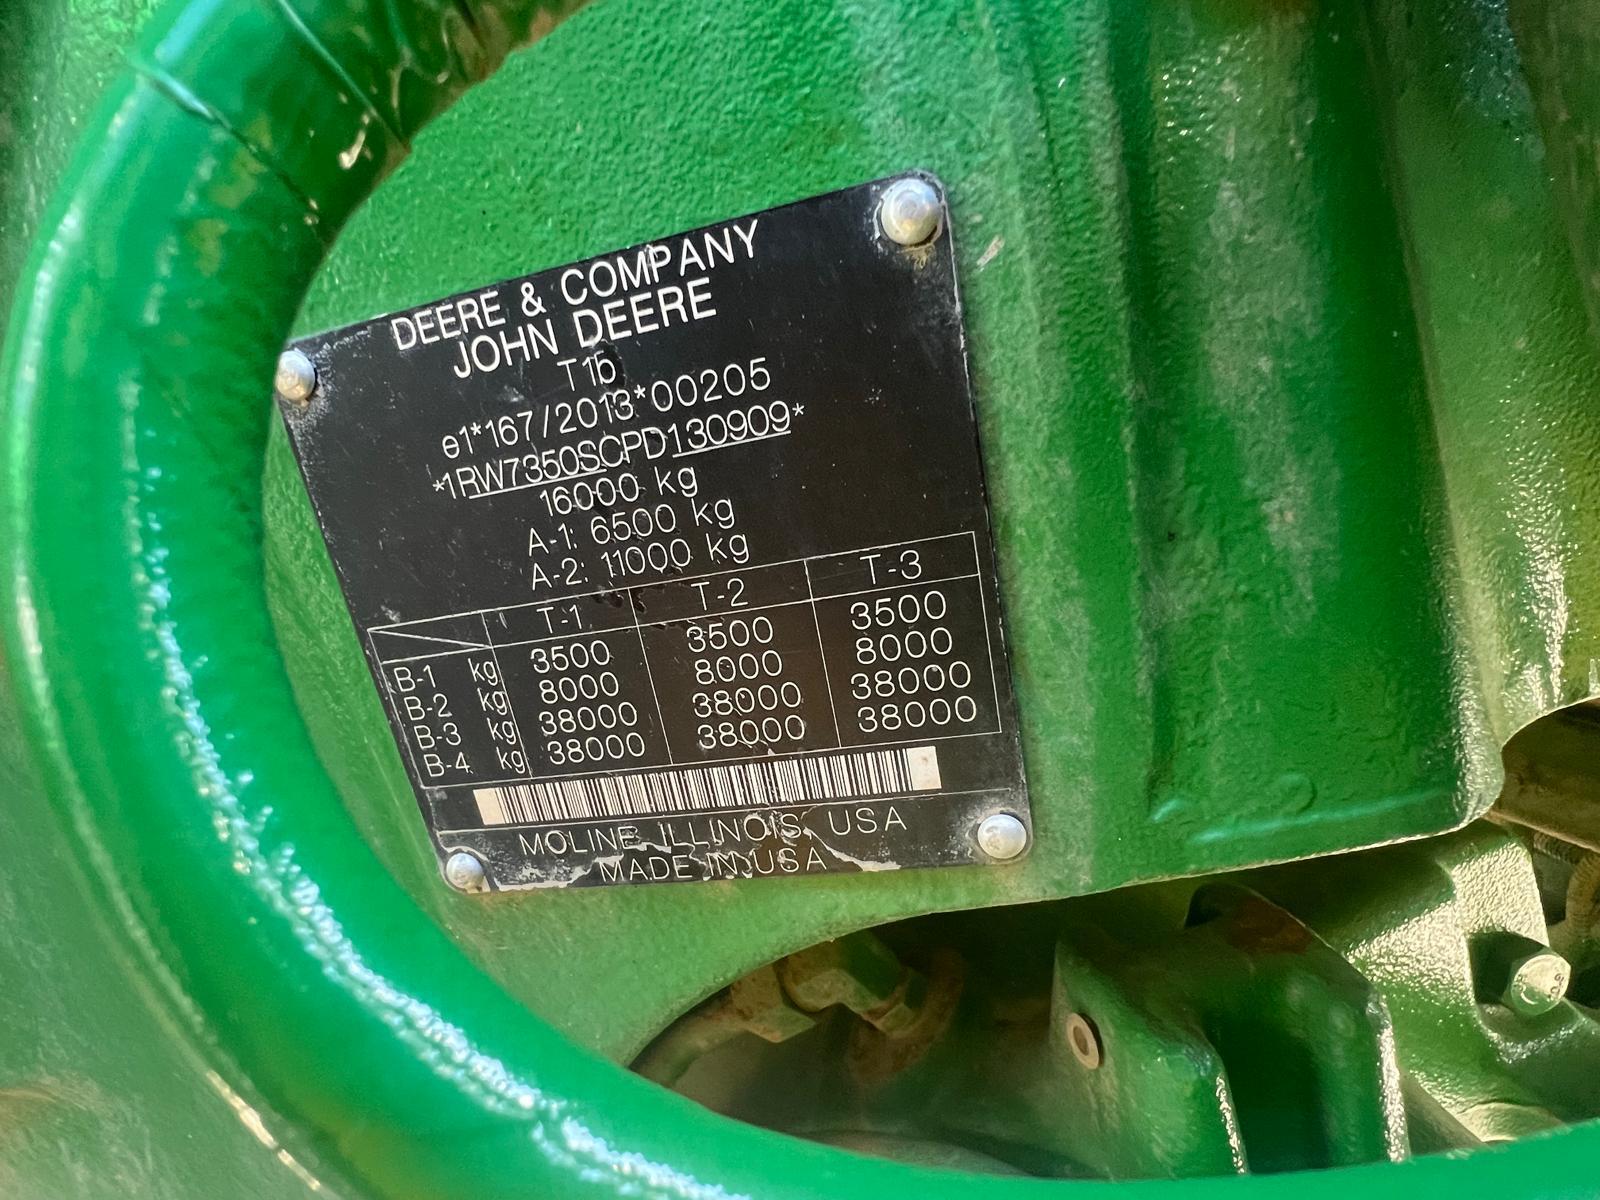 DEERE & COMPANY
JOHN DEERE
T1b
e1*167/2013*00205
*1RW7350SCPD130909*
16000 kg
A-1: 6500 kg
A-2: 11000 kg
T-1 T-2 T-3
B-1 kg 3500 3500 3500
B-2 kg 8000 8000 8000
B-3 kg 38000 38000 38000
B-4 kg 38000 38000 38000
MOLINE, ILLINOIS, USA
MADE IN USA